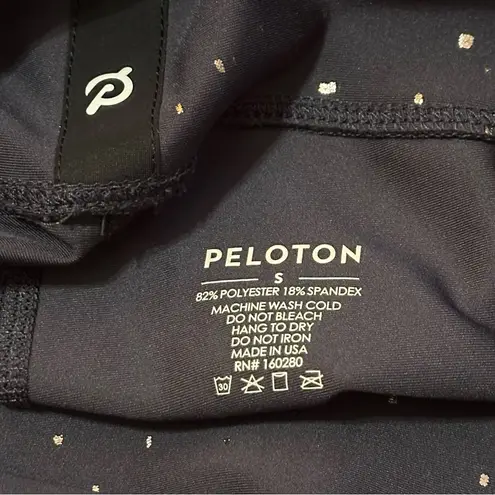 PELOTON
S
82% POLYESTER 18% SPANDEX
MACHINE WASH COLD
DO NOT BLEACH
HANG TO DRY
DO NOT IRON
MADE IN USA
RN# 160280
30